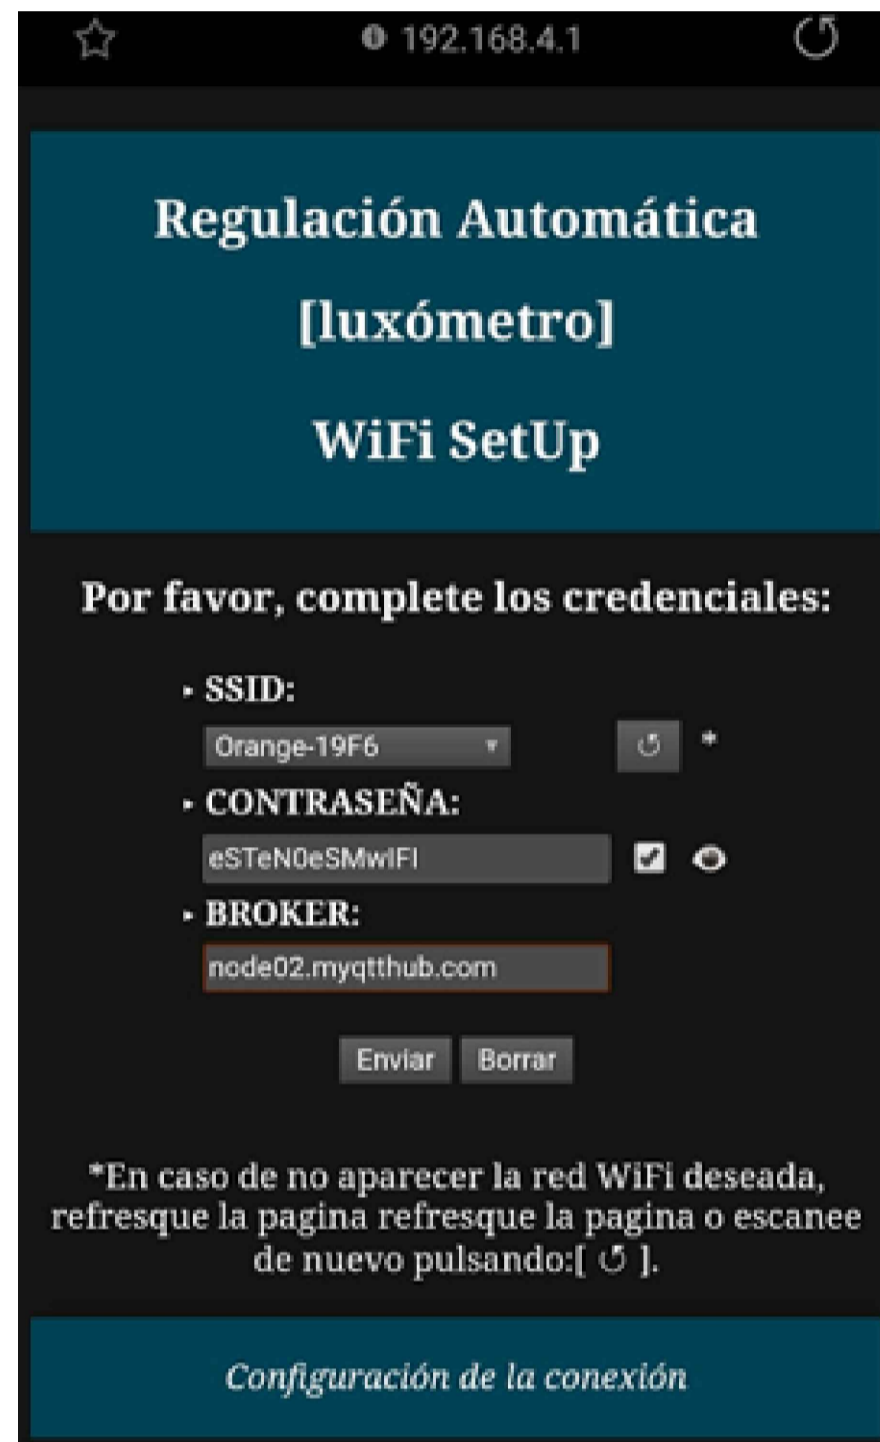 192.168.4.1
Regulación Automática
[luxómetro]
WiFi SetUp
Por favor, complete los credenciales:
‣ SSID:
Orange-19F6
*
‣ CONTRASEÑA:
eSTeN0eSMwIFI
‣ BROKER:
node02.myqtthub.com
Enviar Borrar
*En caso de no aparecer la red WiFi deseada,
refresque la pagina refresque la pagina o escanee
de nuevo pulsando:[ ↺ ].
Configuración de la conexión